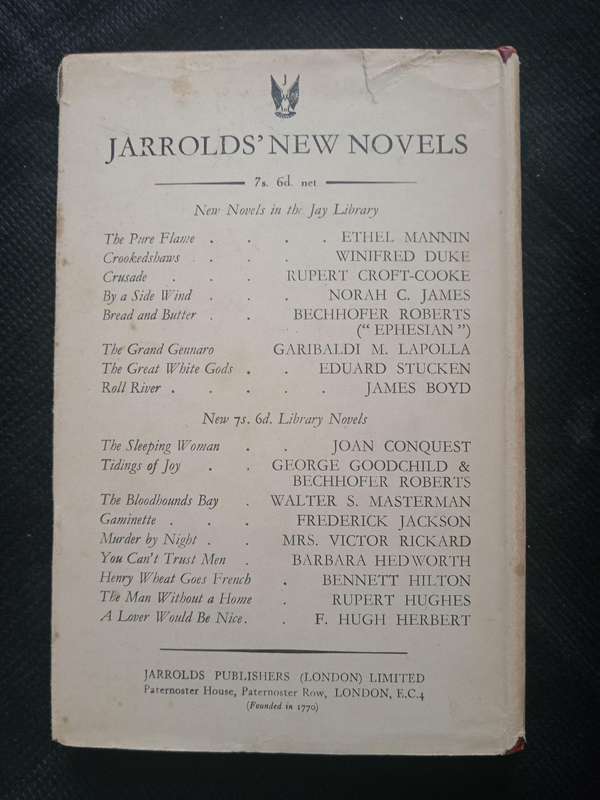 J
JARROLDS' NEW NOVELS
7s. 6d. net
New Novels in the Jay Library
The Pure Flame . . . . ETHEL MANNIN
Crookedshaws . . . WINIFRED DUKE
Crusade . . . RUPERT CROFT-COOKE
By a Side Wind . . . NORAH C. JAMES
Bread and Butter . . BECHHOFER ROBERTS
("EPHESIAN")
The Grand Gennaro GARIBALDI M. LAPOLLA
The Great White Gods . . EDUARD STUCKEN
Roll River . . . . . JAMES BOYD
New 7s. 6d. Library Novels
The Sleeping Woman . . JOAN CONQUEST
Tidings of Joy . . GEORGE GOODCHILD &
BECHHOFER ROBERTS
The Bloodhounds Bay . WALTER S. MASTERMAN
Gaminette . . . FREDERICK JACKSON
Murder by Night . . MRS. VICTOR RICKARD
You Can't Trust Men . BARBARA HEDWORTH
Henry Wheat Goes French . BENNETT HILTON
The Man Without a Home . RUPERT HUGHES
A Lover Would Be Nice . . F. HUGH HERBERT
JARROLDS PUBLISHERS (LONDON) LIMITED
Paternoster House, Paternoster Row, LONDON, E.C.4
(Founded in 1770)